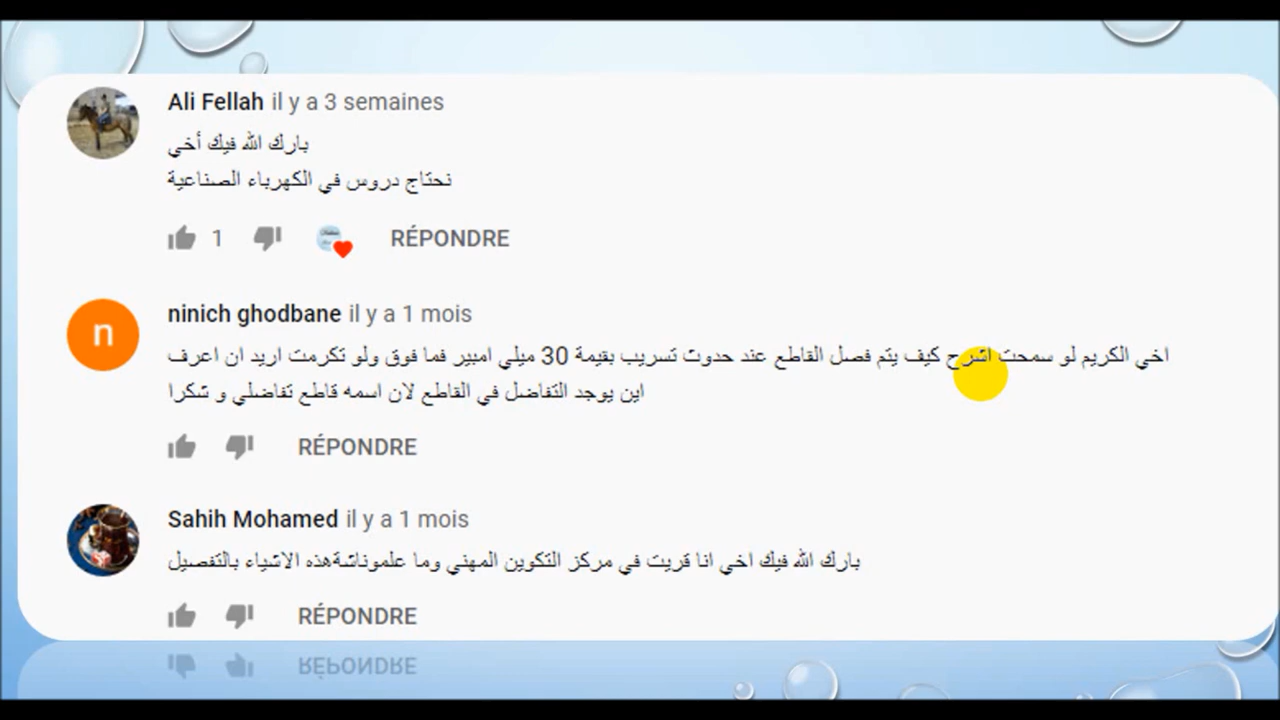 Ali Fellah il y a 3 semaines
بارك الله فيك أخي
نحتاج دروس في الكهرباء الصناعية
1 RÉPONDRE
n
ninich ghodbane il y a 1 mois
اخي الكريم لو سمحت اشرح كيف يتم فصل القاطع عند حدوث تسريب بقيمة 30 ميلي امبير فما فوق ولو تكرمت اريد ان اعرف
اين يوجد التفاضل في القاطع لان اسمه قاطع تفاضلي و شكرا
RÉPONDRE
Sahih Mohamed il y a 1 mois
بارك الله فيك اخي انا قريت في مركز التكوين المهني وما علموناشةهذه الاشياء بالتفصيل
RÉPONDRE
RÉPONDRE